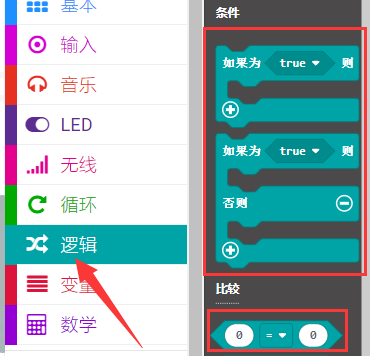 基本
输入
音乐
LED
无线
循环
逻辑
变量
数学
条件
如果为 true 则
如果为 true 则
否则
比较
0 = 0